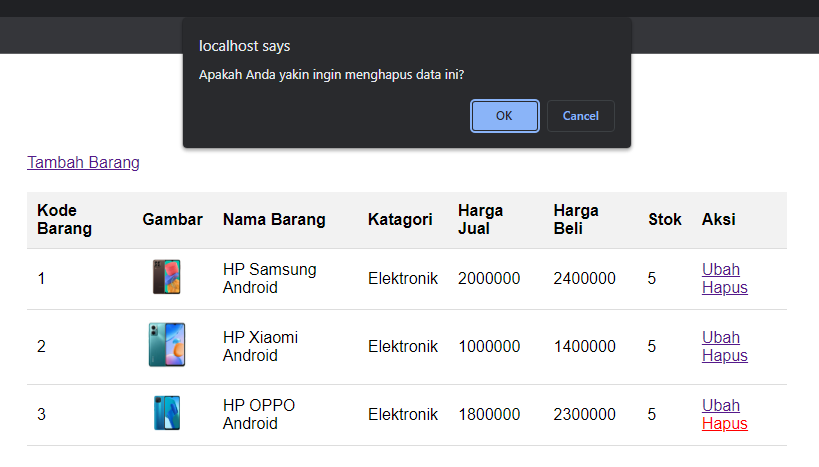 localhost says
Apakah Anda yakin ingin menghapus data ini?
OK Cancel
Tambah Barang
Kode Barang Gambar Nama Barang Katagori Harga Jual Harga Beli Stok Aksi
1 HP Samsung Android Elektronik 2000000 2400000 5 Ubah Hapus
2 HP Xiaomi Android Elektronik 1000000 1400000 5 Ubah Hapus
3 HP OPPO Android Elektronik 1800000 2300000 5 Ubah Hapus